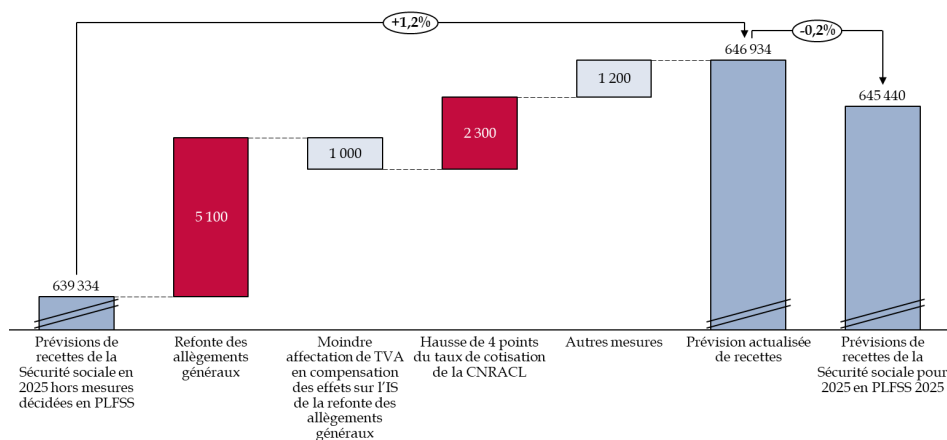 +1,2%
-0,2%
646 934
1 200
645 440
2 300
1 000
5 100
639 334
Prévisions de
recettes de la
Sécurité sociale en
2025 hors mesures
décidées en PLFSS
Refonte des
allègements
généraux
Moindre
affectation de TVA
en compensation
des effets sur l'IS
de la refonte des
allègements
généraux
Hausse de 4 points
du taux de cotisation
de la CNRACL
Autres mesures
Prévision actualisée
de recettes
Prévisions
de recettes de la
Sécurité sociale pour
2025 en PLFSS 2025